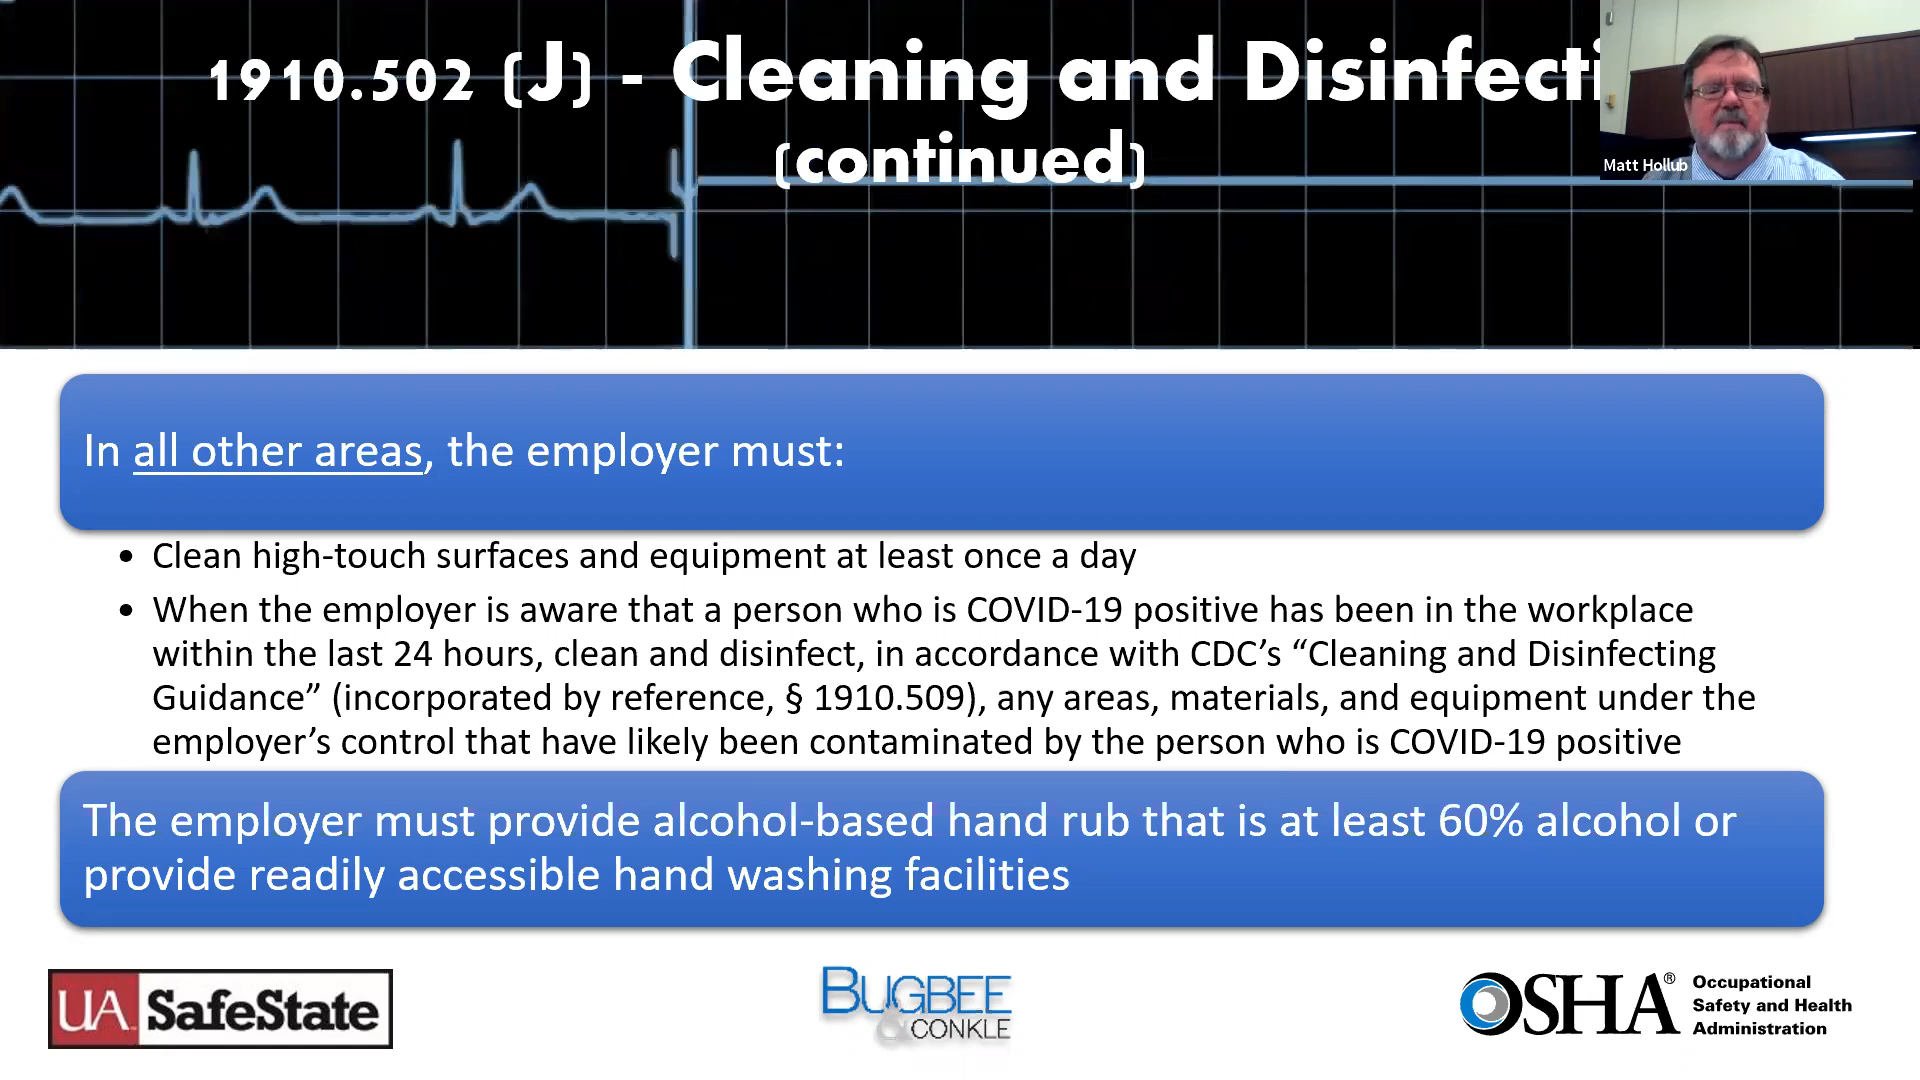 1910.502 (J) - Cleaning and Disinfecti
(continued)
Matt Hollub
In all other areas, the employer must:
• Clean high-touch surfaces and equipment at least once a day
• When the employer is aware that a person who is COVID-19 positive has been in the workplace
within the last 24 hours, clean and disinfect, in accordance with CDC’s “Cleaning and Disinfecting
Guidance” (incorporated by reference, § 1910.509), any areas, materials, and equipment under the
employer’s control that have likely been contaminated by the person who is COVID-19 positive
The employer must provide alcohol-based hand rub that is at least 60% alcohol or
provide readily accessible hand washing facilities
UA SafeState
BUGBEE
& CONKLE
OSHA®
Occupational
Safety and Health
Administration